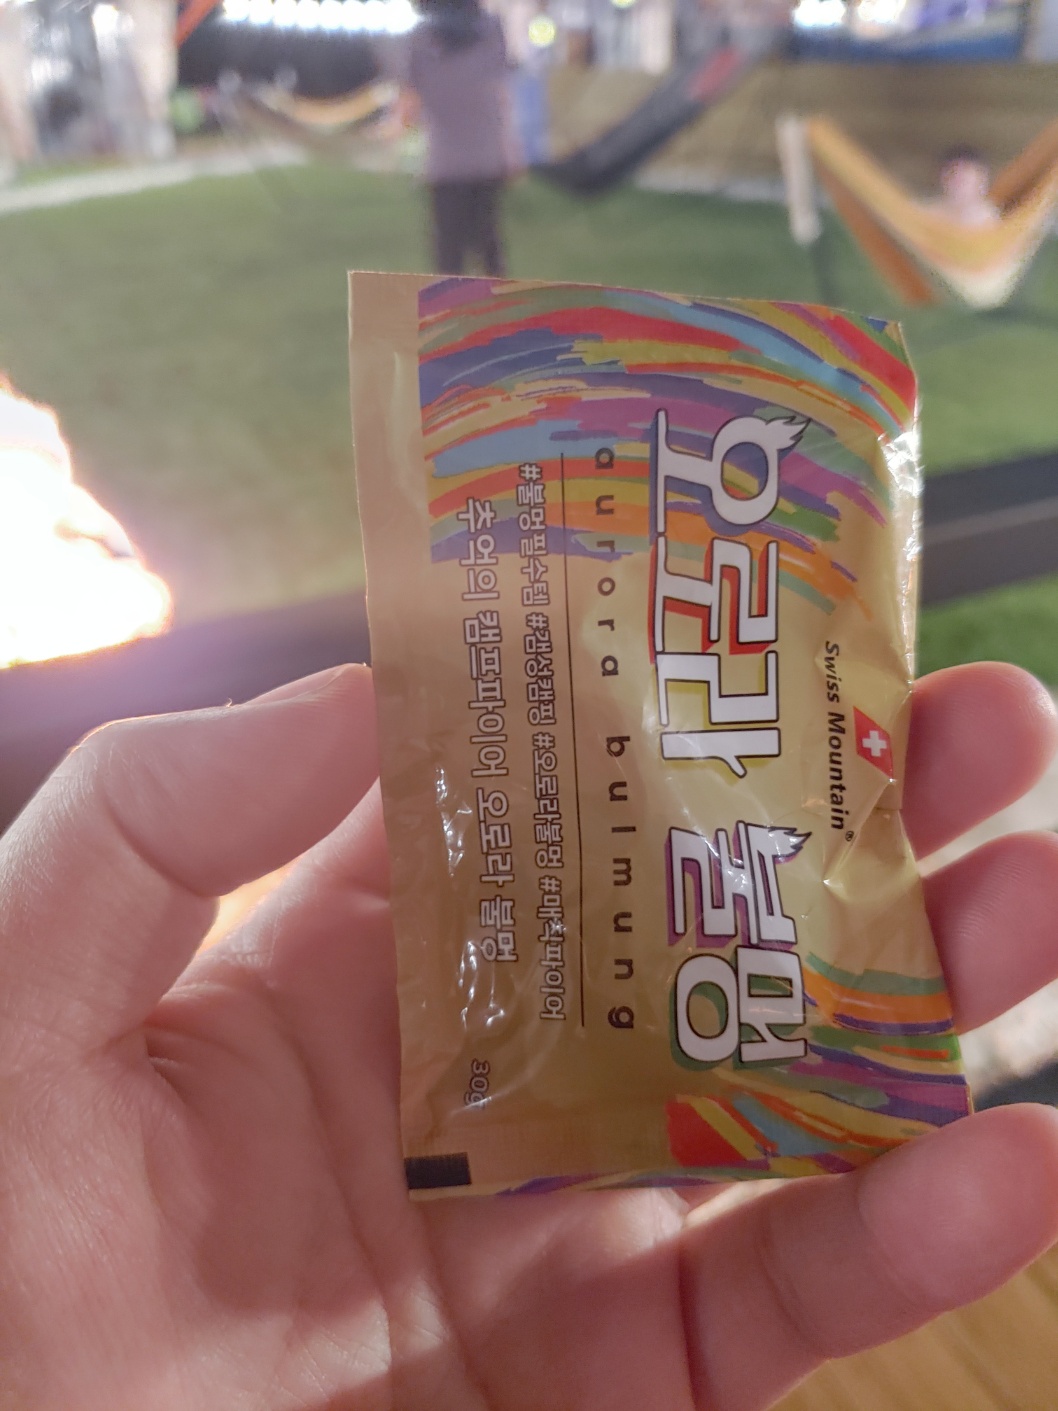 Swiss Mountain®
오로라 불멍
aurora bulmung
#불멍필수템 #감성캠핑 #오로라불멍 #매직파이어
추억의 캠프파이어 오로라 불멍
30g